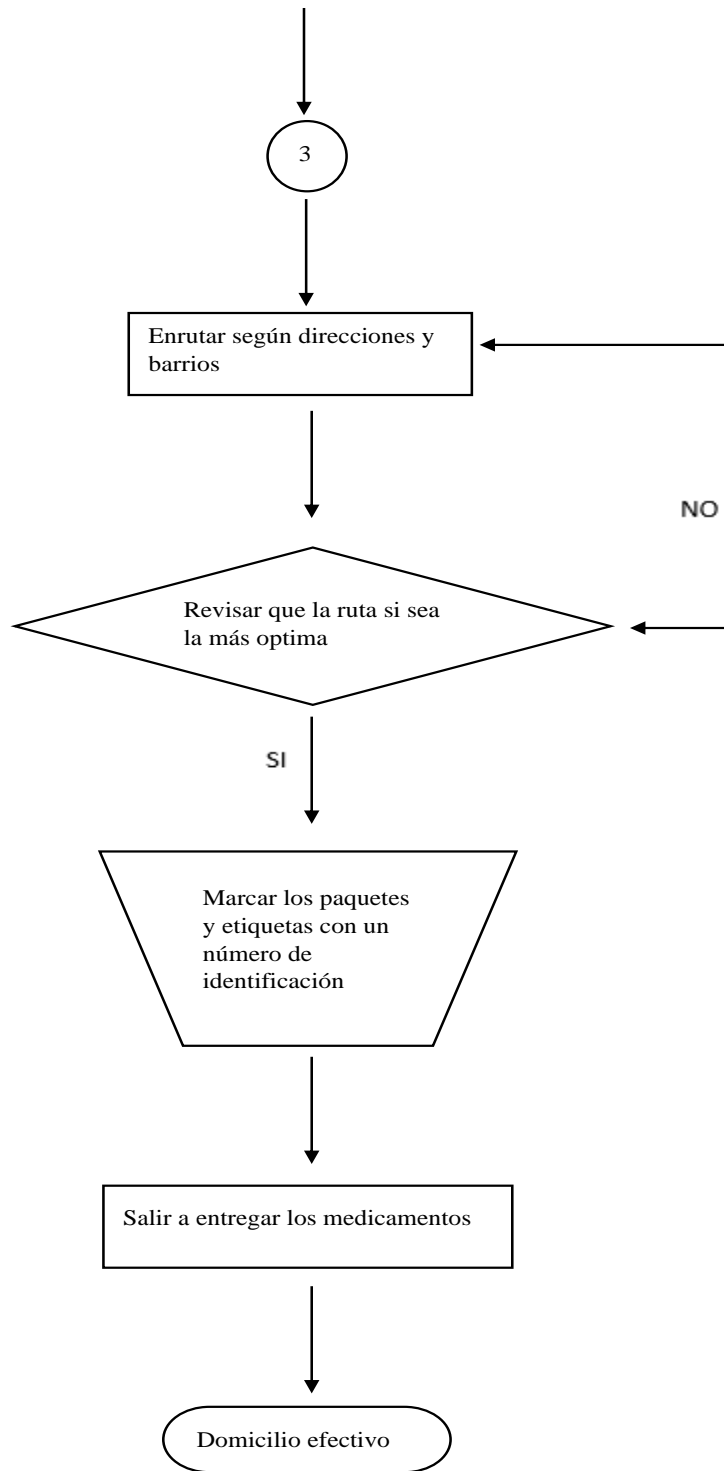 3
Enrutar según direcciones y
barrios
NO
Revisar que la ruta si sea
la más optima
SI
Marcar los paquetes
y etiquetas con un
número de
identificación
Salir a entregar los medicamentos
Domicilio efectivo